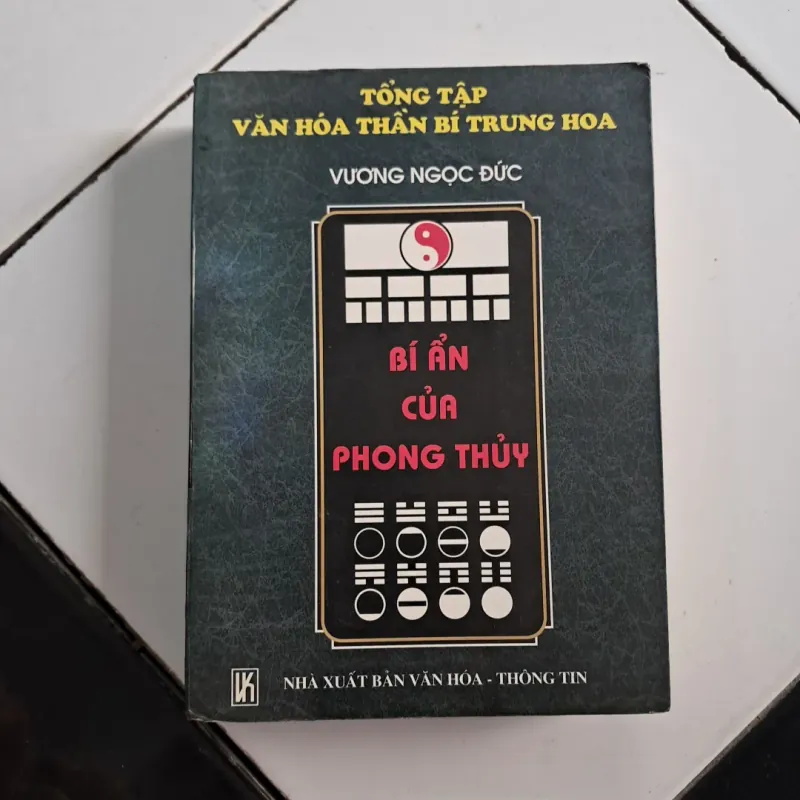 TỔNG TẬP
VĂN HÓA THẦN BÍ TRUNG HOA
VƯƠNG NGỌC ĐỨC
BÍ ẨN
CỦA
PHONG THỦY
NHÀ XUẤT BẢN VĂN HÓA - THÔNG TIN